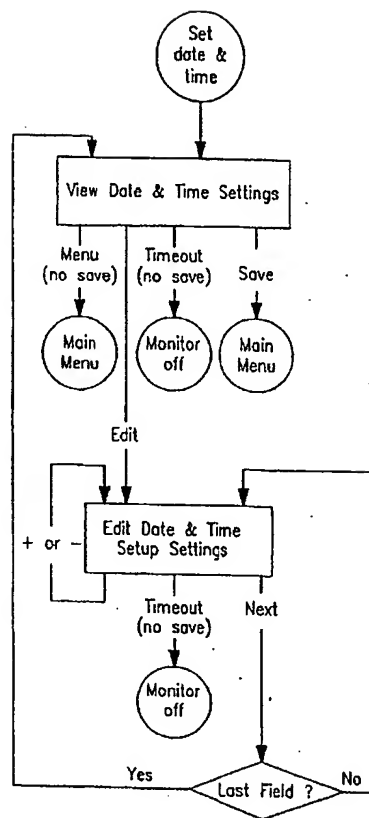 Set
date &
time
View Date & Time Settings
Menu
(no save)
Timeout
(no save)
Save
Main
Menu
Monitor
off
Main
Menu
Edit
+ or -
Edit Date & Time
Setup Settings
Timeout
(no save)
Next
Monitor
off
Yes
Last Field ?
No